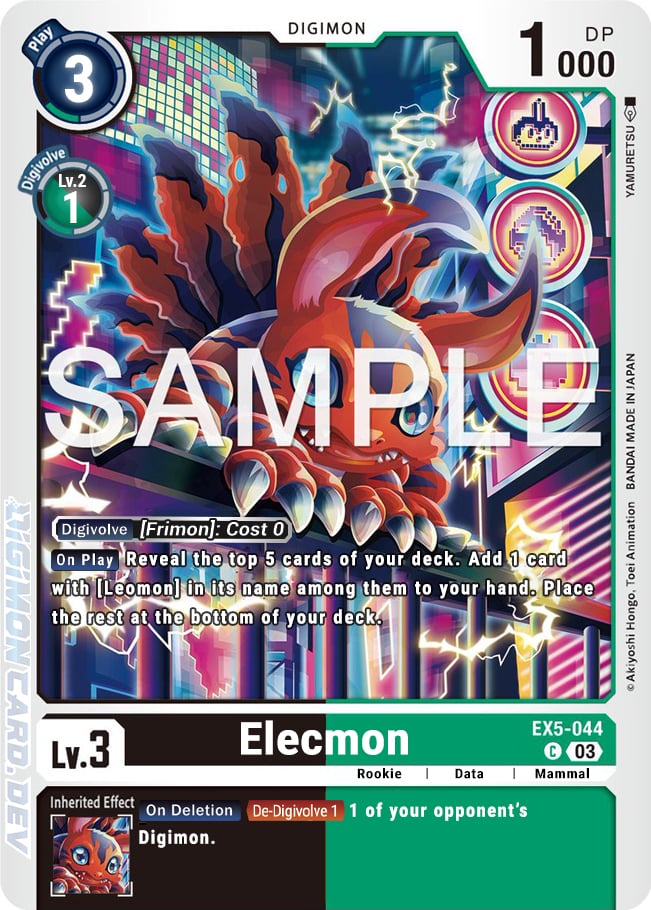 DIGIMON
Play
3
1000
DP
Digivolve
Lv.2
1
YAMURETSU
SAMPLE
BANDAI MADE IN JAPAN
© Akiyoshi Hongo, Toei Animation
DIGIMONCARD.DEV
Digivolve [Frimon]: Cost 0
On Play Reveal the top 5 cards of your deck. Add 1 card
with [Leomon] in its name among them to your hand. Place
the rest at the bottom of your deck.
Lv.3
Elecmon
EX5-044
C 03
Rookie | Data | Mammal
Inherited Effect
On Deletion De-Digivolve 1 1 of your opponent's
Digimon.